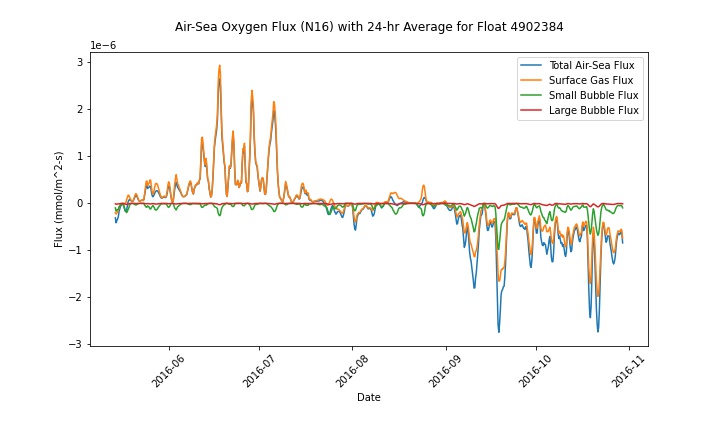 Air-Sea Oxygen Flux (N16) with 24-hr Average for Float 4902384
1e−6
Total Air-Sea Flux
Surface Gas Flux
Small Bubble Flux
Large Bubble Flux
3
2
1
0
−1
−2
−3
Flux (mmol/m^2-s)
2016-06
2016-07
2016-08
2016-09
2016-10
2016-11
Date